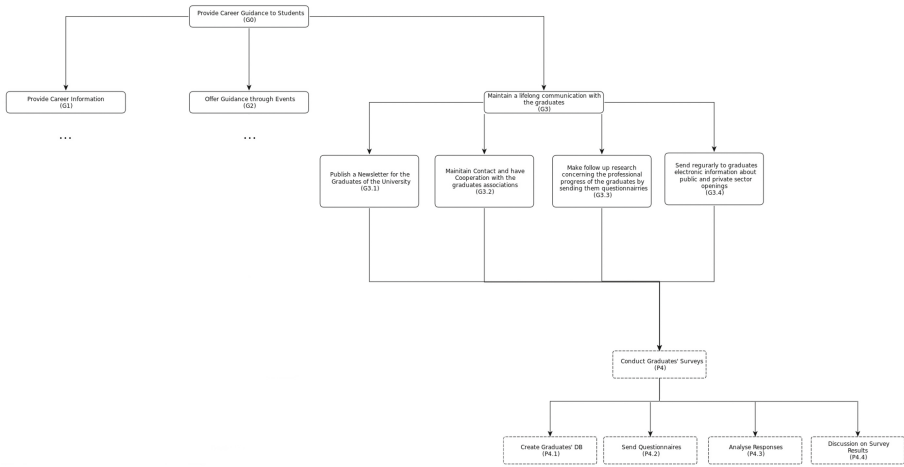 Provide Career Guidance to Students
(G0)
Provide Career Information
(G1)
Offer Guidance through Events
(G2)
Maintain a lifelong communication with
the graduates
(G3)
...
...
Publish a Newsletter for the
Graduates of the University
(G3.1)
Mainitain Contact and have
Cooperation with the
graduates associations
(G3.2)
Make follow up research
concerning the professional
progress of the graduates by
sending them questionnairries
(G3.3)
Send regurarly to graduates
electronic information about
public and private sector
openings
(G3.4)
Conduct Graduates' Surveys
(P4)
Create Graduates' DB
(P4.1)
Send Questionnaires
(P4.2)
Analyse Responses
(P4.3)
Discussion on Survey
Results
(P4.4)